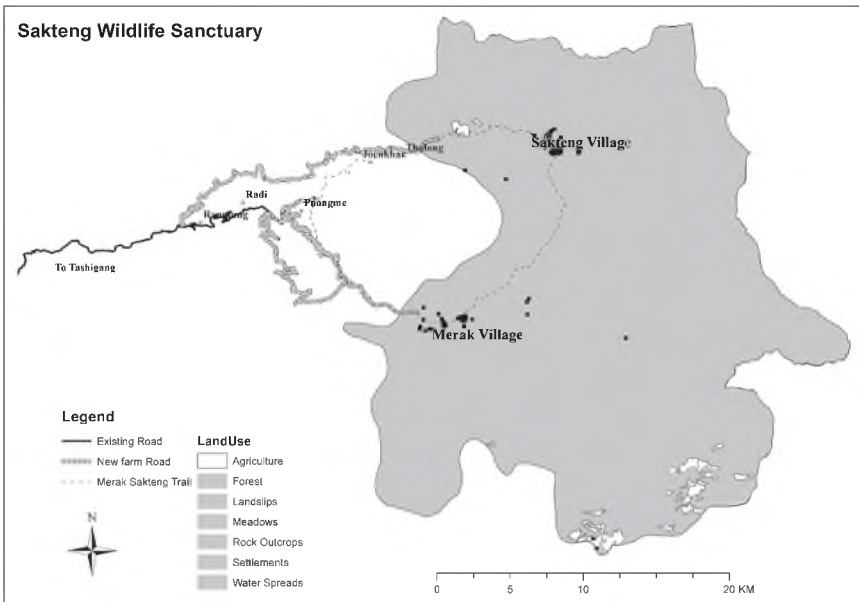 Sakteng Wildlife Sanctuary
Joenkhar
Thalong
Sakteng Village
Radi
Phongme
To Tashigang
Merak Village
Legend
Existing Road
New farm Road
Merak Sakteng Trail
N
LandUse
Agriculture
Forest
Landslips
Meadows
Rock Outcrops
Settlements
Water Spreads
0 5 10 20 KM